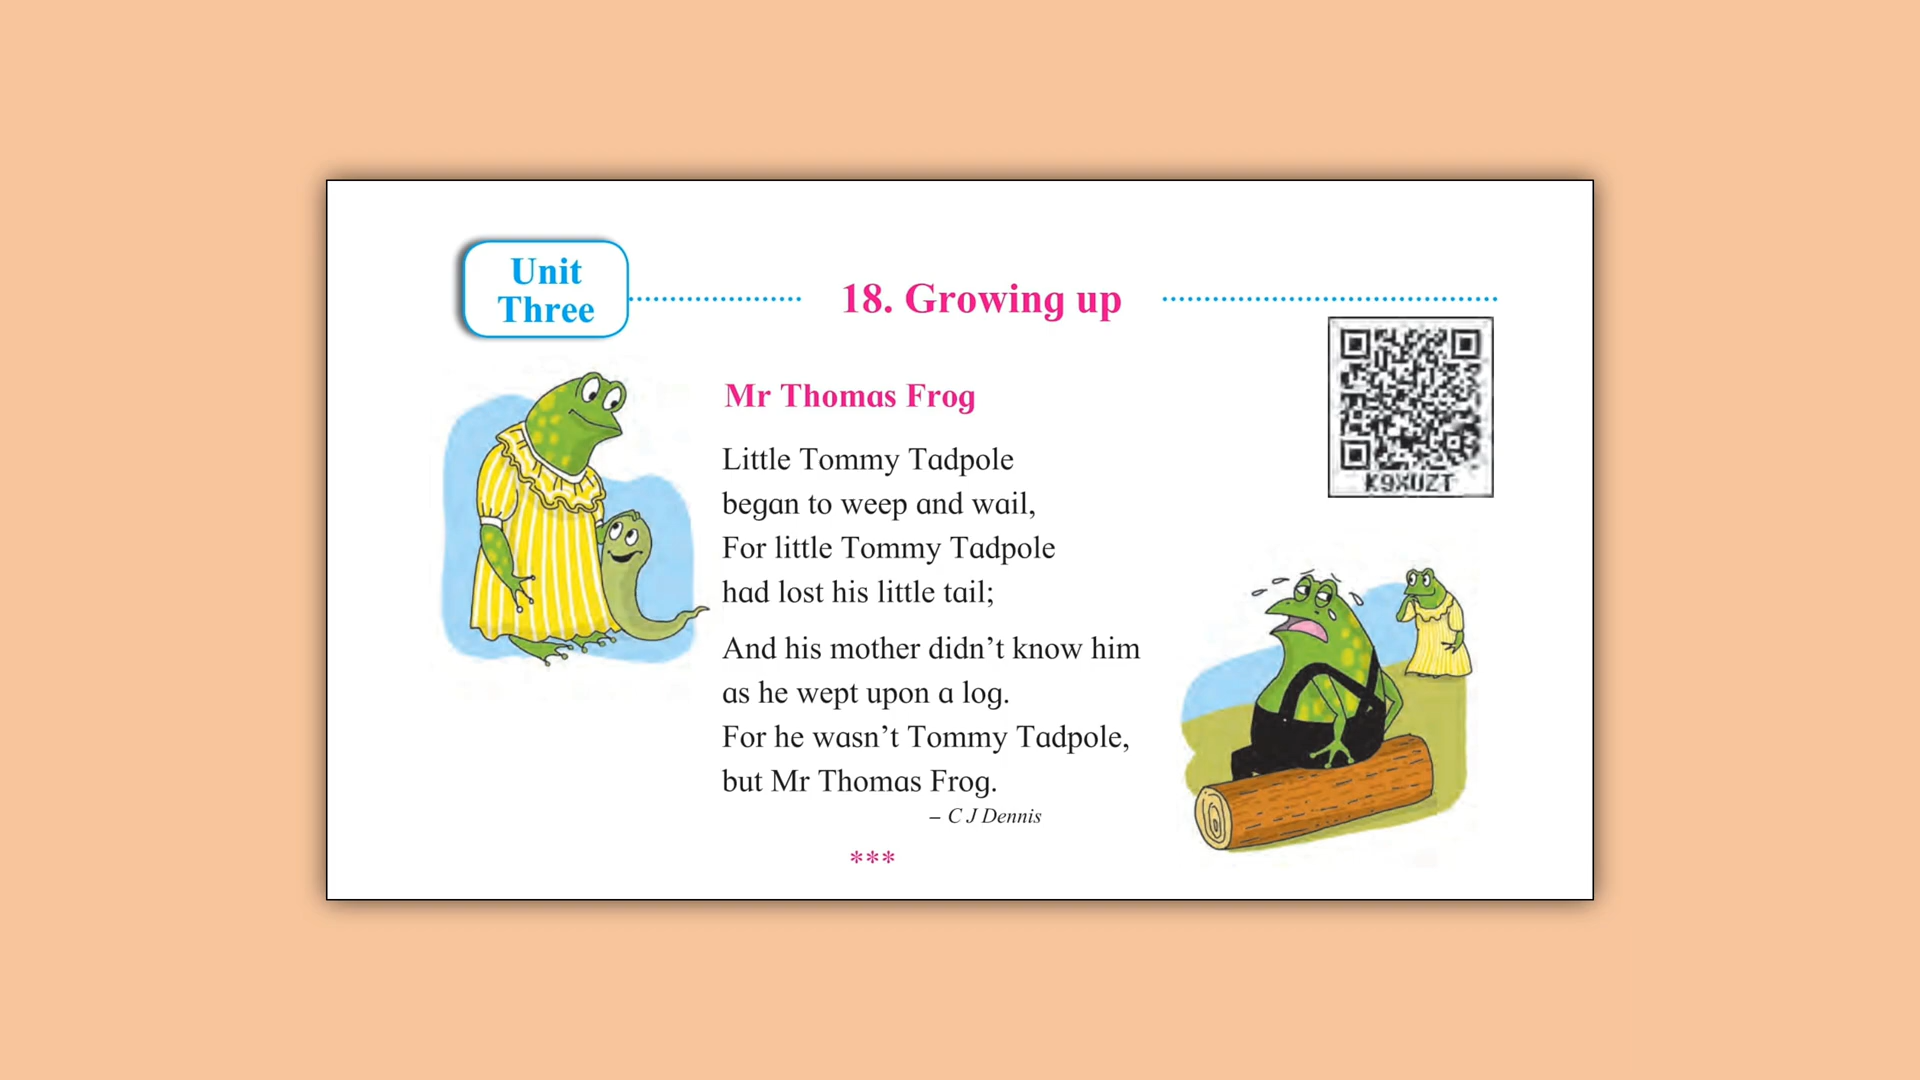 Unit
Three
18. Growing up
K9XUZT
Mr Thomas Frog
Little Tommy Tadpole
began to weep and wail,
For little Tommy Tadpole
had lost his little tail;
And his mother didn't know him
as he wept upon a log.
For he wasn't Tommy Tadpole,
but Mr Thomas Frog.
– C J Dennis
***